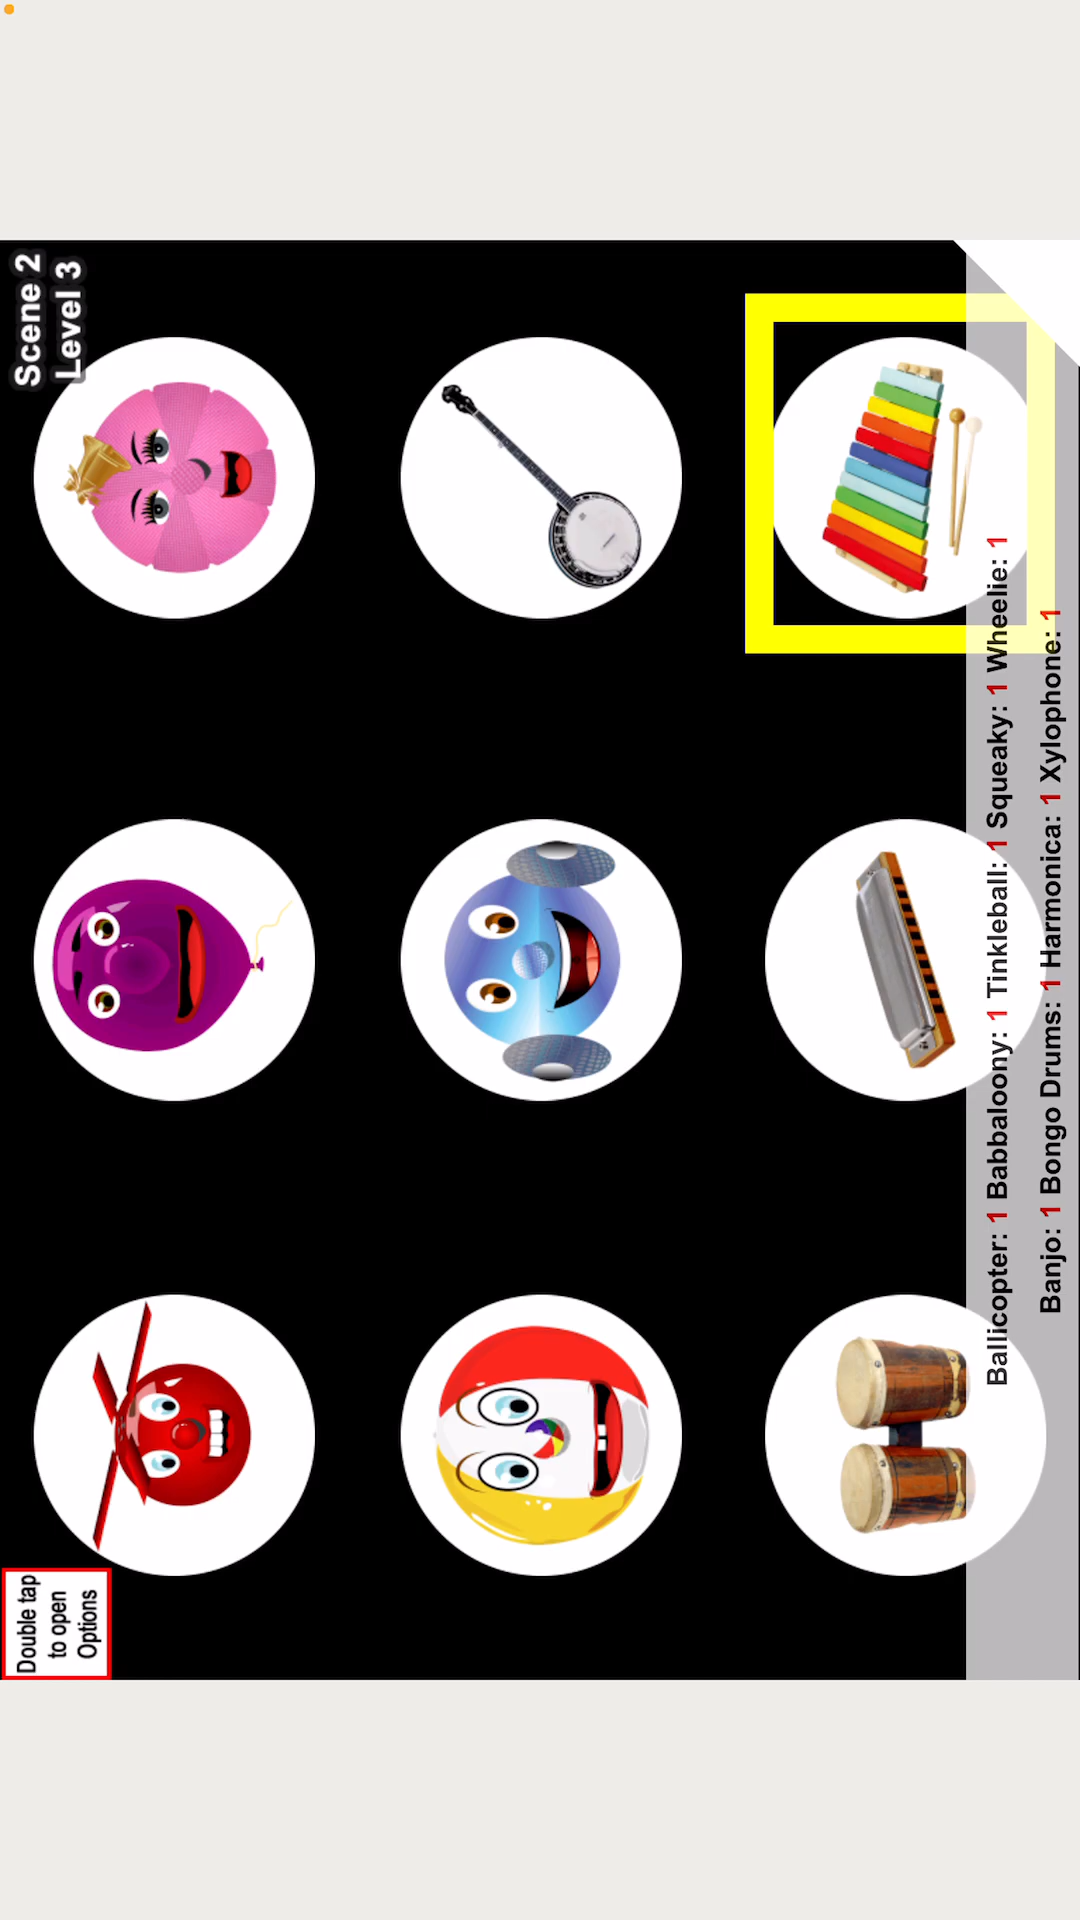 Scene 2
Level 3
Double tap
to open
Options
Ballicopter: 1 Babbaloony: 1 Tinkleball: 1 Squeaky: 1 Wheelie: 1
Banjo: 1 Bongo Drums: 1 Harmonica: 1 Xylophone: 1